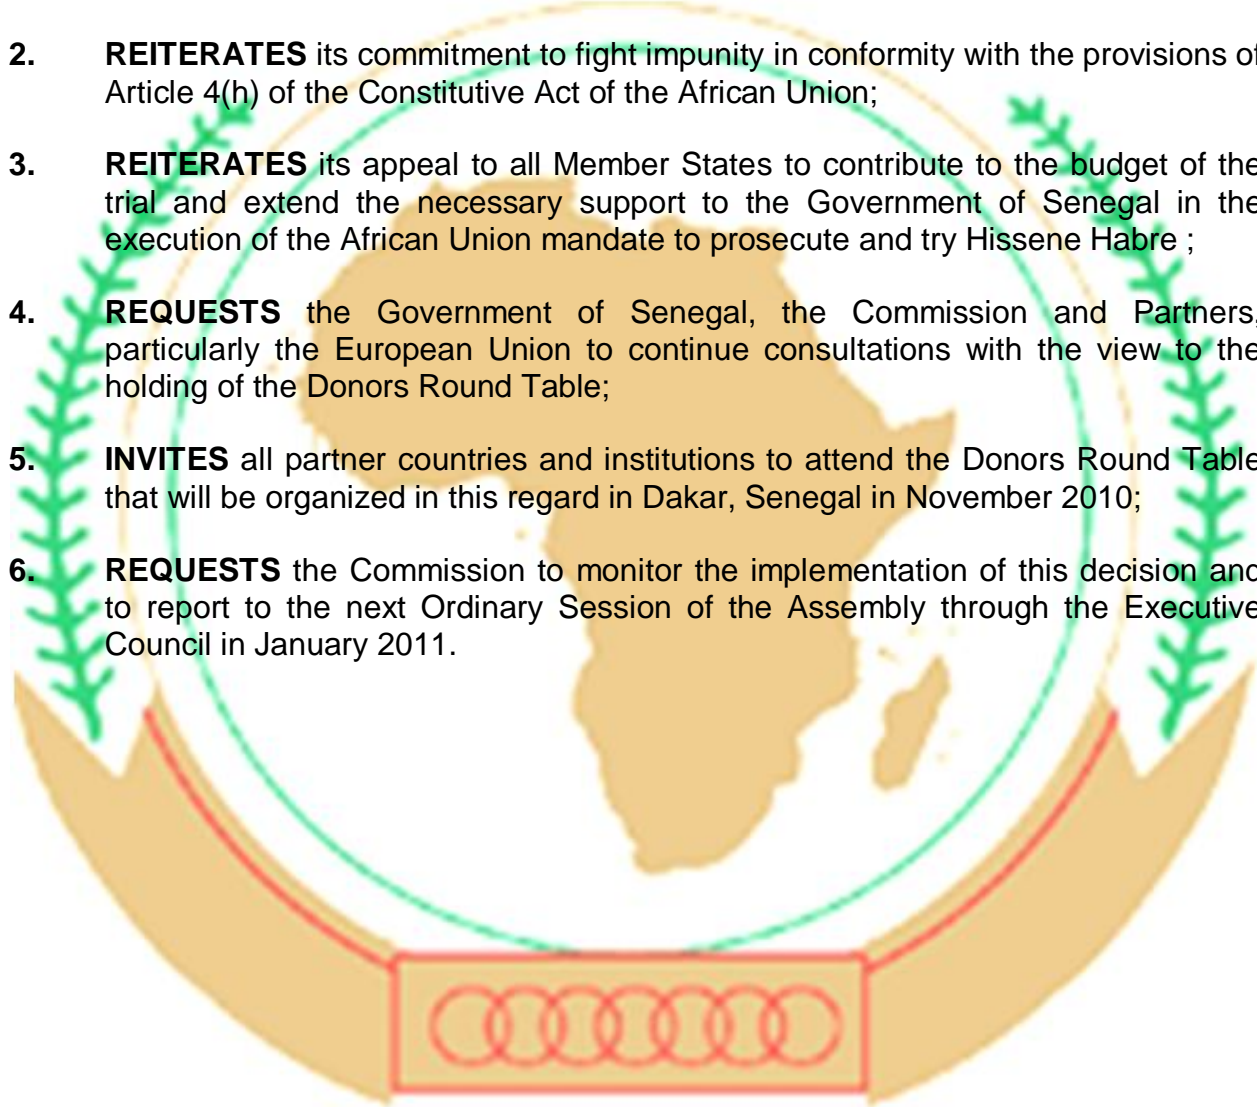 2. REITERATES its commitment to fight impunity in conformity with the provisions of
Article 4(h) of the Constitutive Act of the African Union;
3. REITERATES its appeal to all Member States to contribute to the budget of the
trial and extend the necessary support to the Government of Senegal in the
execution of the African Union mandate to prosecute and try Hissene Habre ;
4. REQUESTS the Government of Senegal, the Commission and Partners,
particularly the European Union to continue consultations with the view to the
holding of the Donors Round Table;
5. INVITES all partner countries and institutions to attend the Donors Round Table
that will be organized in this regard in Dakar, Senegal in November 2010;
6. REQUESTS the Commission to monitor the implementation of this decision and
to report to the next Ordinary Session of the Assembly through the Executive
Council in January 2011.